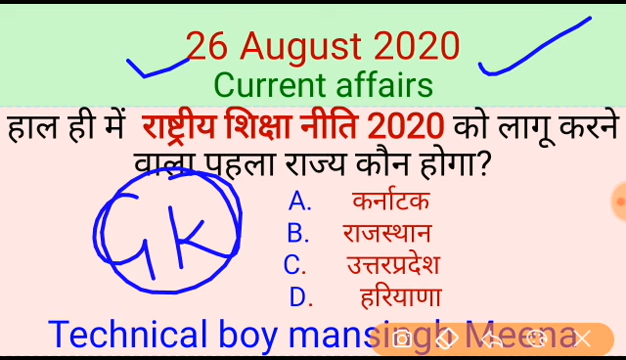 26 August 2020
Current affairs
हाल ही में राष्ट्रीय शिक्षा नीति 2020 को लागू करने
वाला पहला राज्य कौन होगा?
GK
A. कर्नाटक
B. राजस्थान
C. उत्तरप्रदेश
D. हरियाणा
Technical boy mansingh Meena